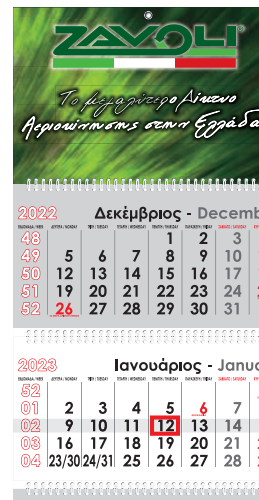 ZAVOLI
Το μεγαλύτερο Δίκτυο
Αεριοκίνησης στην Ελλάδα
2022 Δεκέμβριος - Decemb
48 1 2 3
49 5 6 7 8 9 10
50 12 13 14 15 16 17
51 19 20 21 22 23 24
52 26 27 28 29 30 31
2023 Ιανουάριος - Janua
52
01 2 3 4 5 6 7
02 9 10 11 12 13 14
03 16 17 18 19 20 21
04 23/30 24/31 25 26 27 28